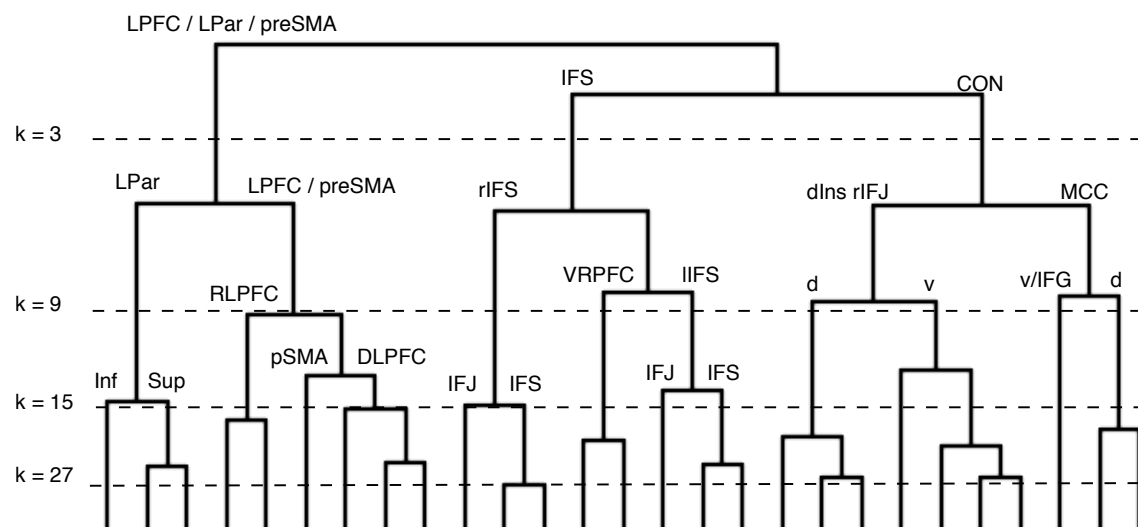 LPFC / LPar / preSMA
IFS
CON
k = 3
LPar
LPFC / preSMA
rIFS
dIns rIFJ
MCC
RLPFC
VRPFC
lIFS
d
v
v/IFG
d
k = 9
pSMA
DLPFC
Inf
Sup
IFJ
IFS
IFJ
IFS
k = 15
k = 27